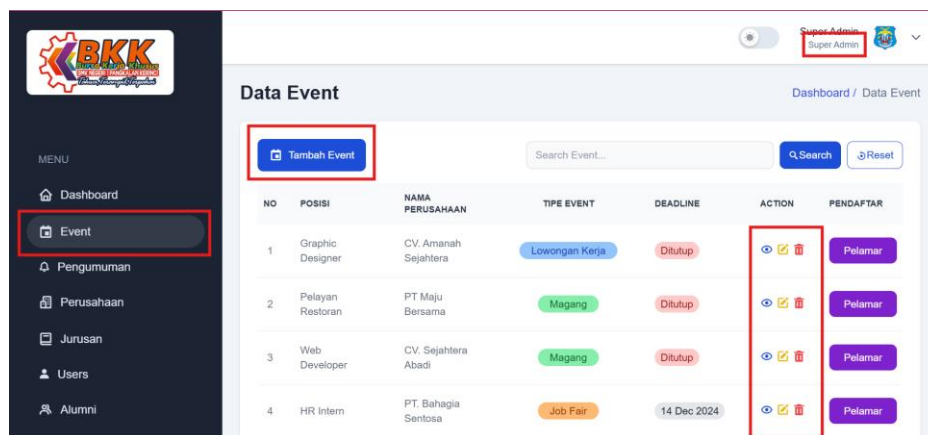 BKK
Bursa Kerja Khusus
SMK NEGERI 1 PANGKALAN KERINCI
Super Admin
Super Admin
Data Event
Dashboard / Data Event
MENU
Dashboard
Event
Pengumuman
Perusahaan
Jurusan
Users
Alumni
Tambah Event
Search Event...
Search
Reset
NO POSISI NAMA PERUSAHAAN TIPE EVENT DEADLINE ACTION PENDAFTAR
1 Graphic Designer CV. Amanah Sejahtera Lowongan Kerja Ditutup Pelamar
2 Pelayan Restoran PT Maju Bersama Magang Ditutup Pelamar
3 Web Developer CV. Sejahtera Abadi Magang Ditutup Pelamar
4 HR Intern PT. Bahagia Sentosa Job Fair 14 Dec 2024 Pelamar